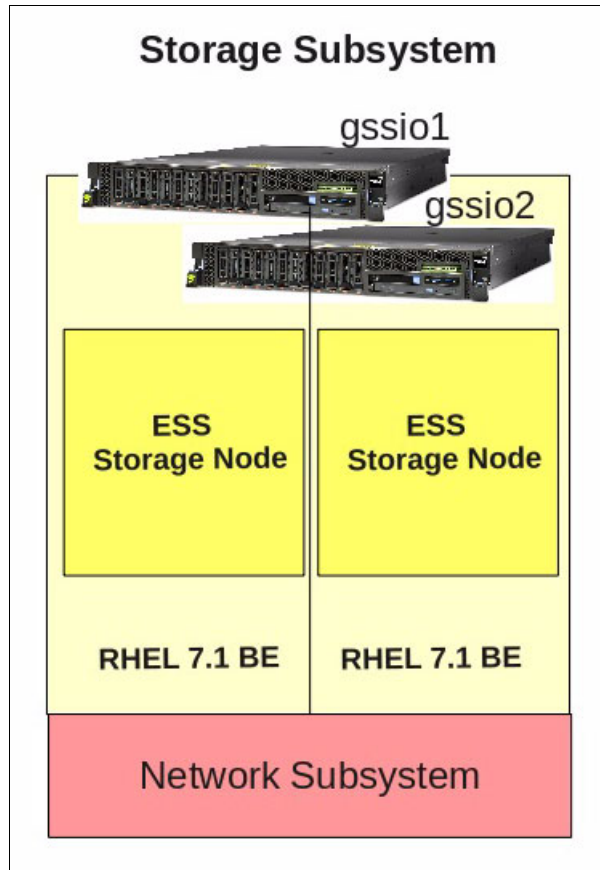 Storage Subsystem
gssio1
gssio2
ESS
Storage Node
ESS
Storage Node
RHEL 7.1 BE
RHEL 7.1 BE
Network Subsystem